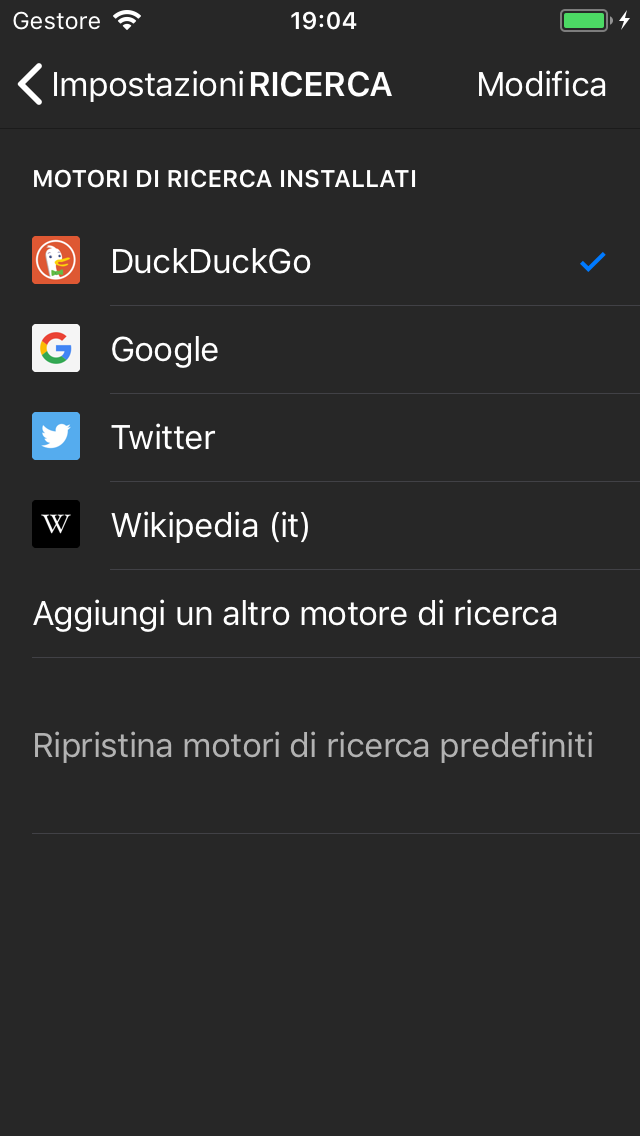 Gestore 19:04
Impostazioni RICERCA Modifica
MOTORI DI RICERCA INSTALLATI
DuckDuckGo
Google
Twitter
W Wikipedia (it)
Aggiungi un altro motore di ricerca
Ripristina motori di ricerca predefiniti